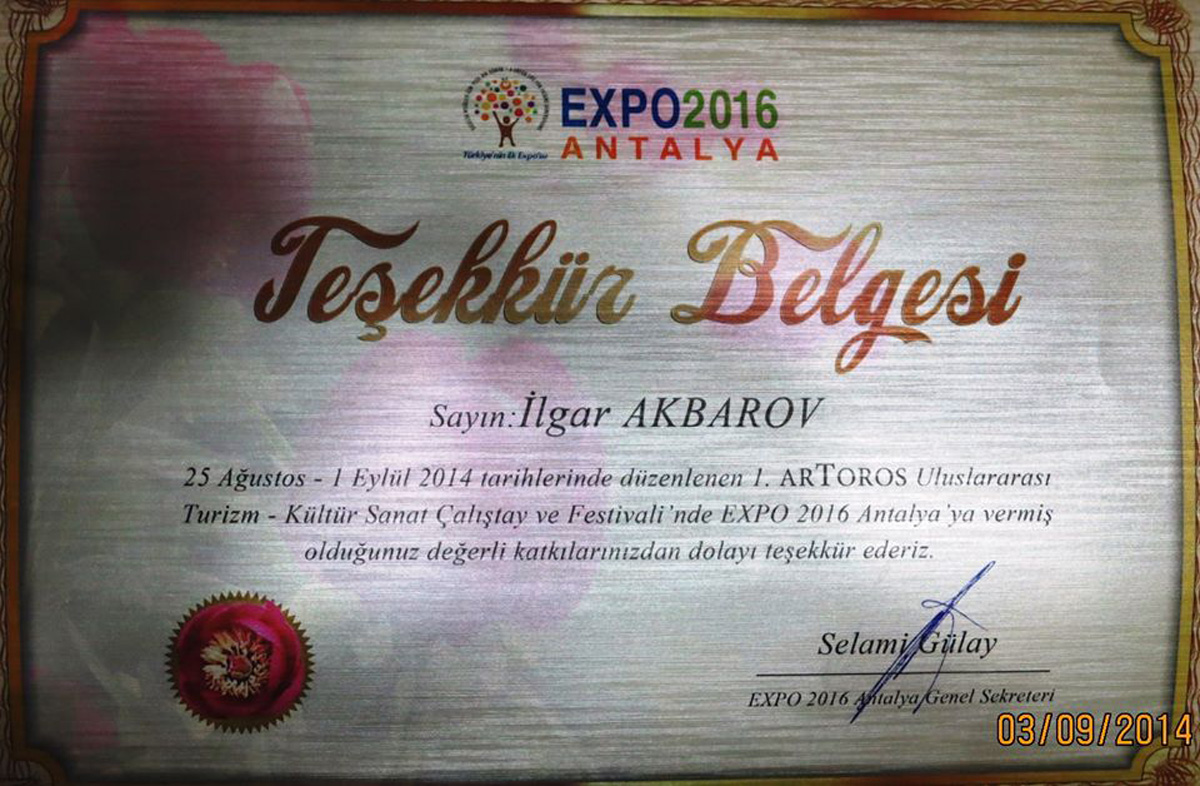 EXPO2016
ANTALYA
Türkiye'nin İlk Expo'su
Teşekkür Belgesi
Sayın: İlgar AKBAROV
25 Ağustos - 1 Eylül 2014 tarihlerinde düzenlenen 1. ARTOROS Uluslararası
Turizm - Kültür Sanat Çalıştay ve Festivali'nde EXPO 2016 Antalya'ya vermiş
olduğunuz değerli katkılarınızdan dolayı teşekkür ederiz.
Selami Gülay
EXPO 2016 Antalya Genel Sekreteri
03/09/2014